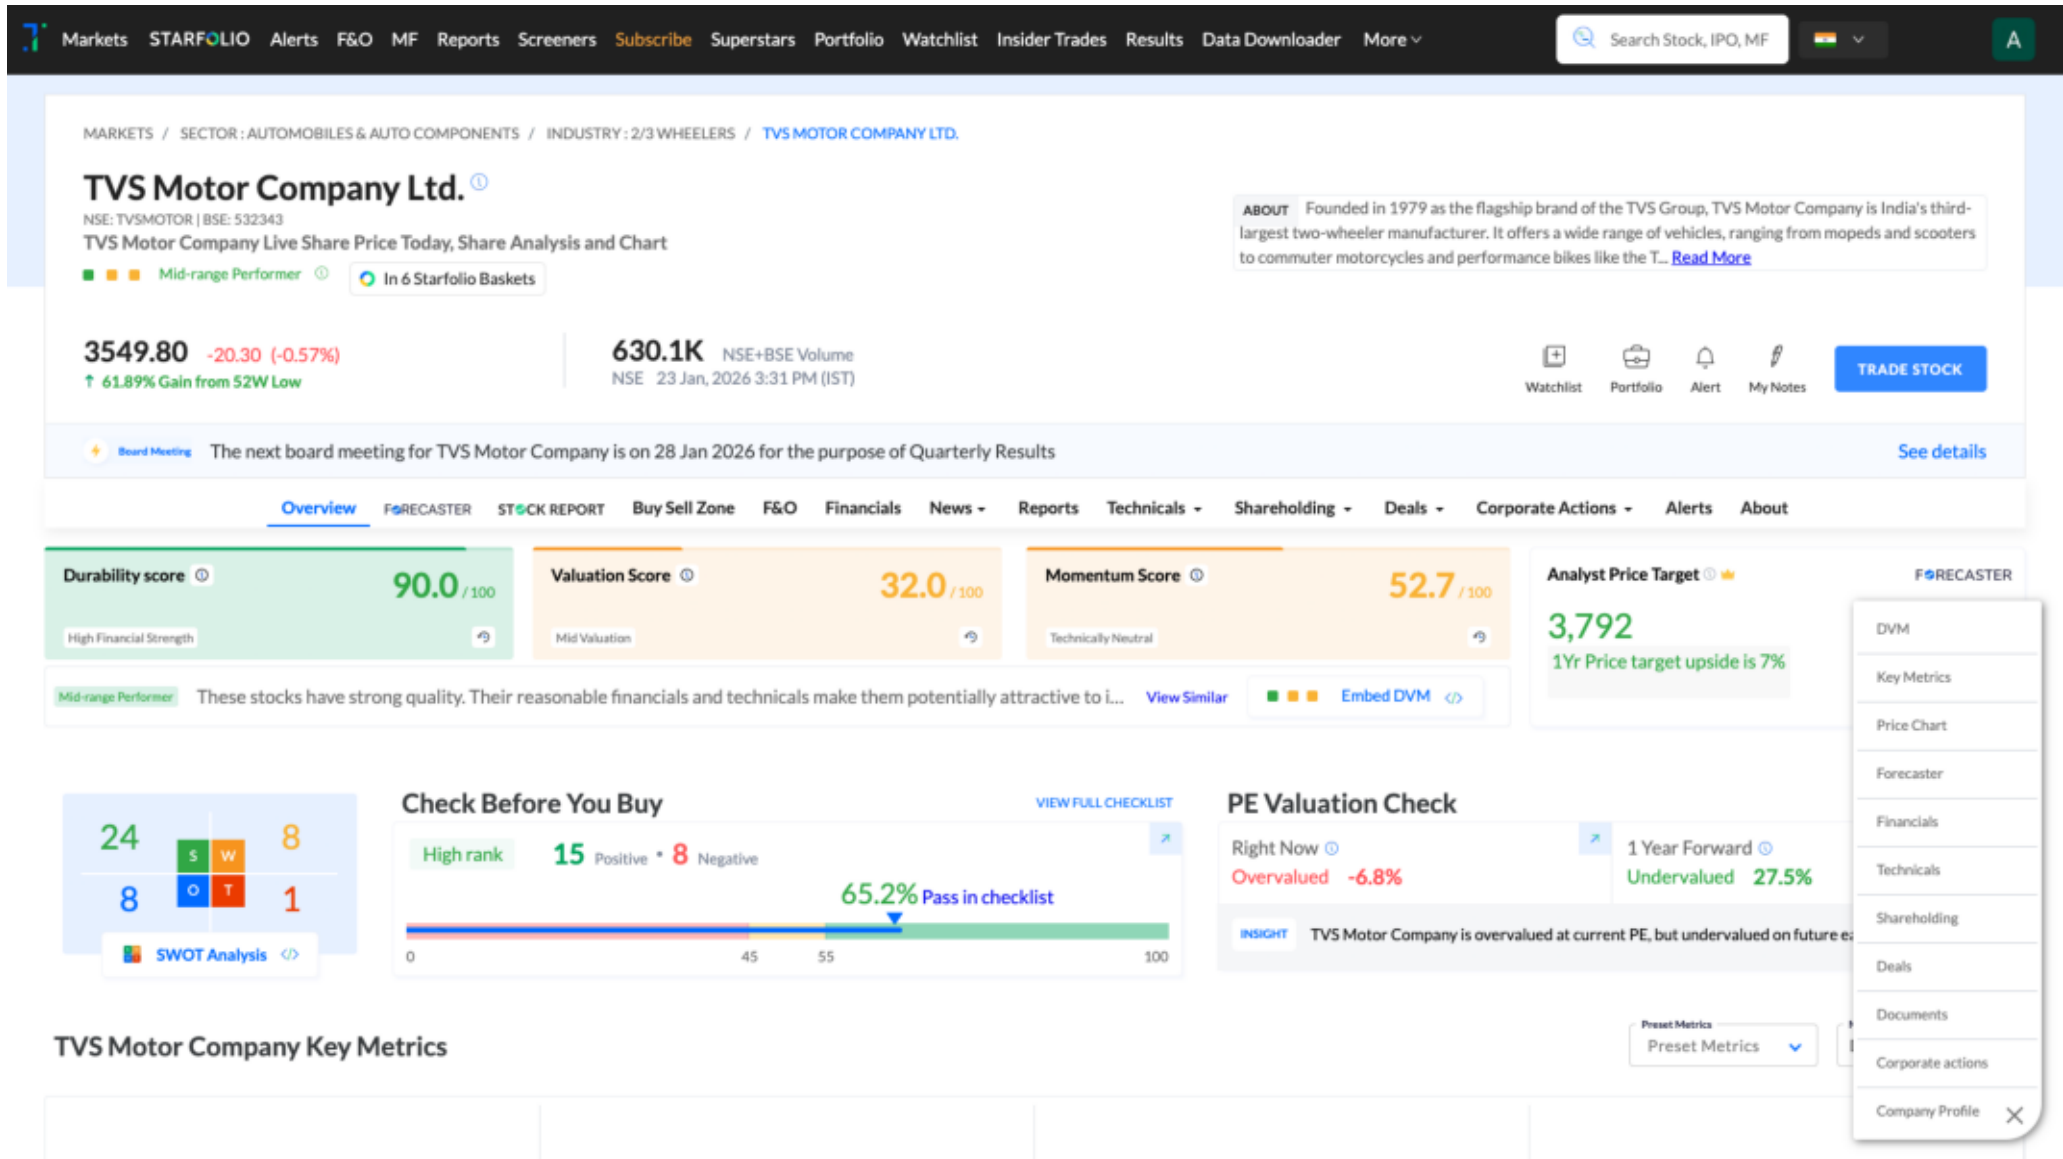 Markets STARFOLIO Alerts F&O MF Reports Screeners Subscribe Superstars Portfolio Watchlist Insider Trades Results Data Downloader More Search Stock, IPO, MF A
MARKETS / SECTOR : AUTOMOBILES & AUTO COMPONENTS / INDUSTRY : 2/3 WHEELERS / TVS MOTOR COMPANY LTD.
TVS Motor Company Ltd.
NSE: TVSMOTOR | BSE: 532343
TVS Motor Company Live Share Price Today, Share Analysis and Chart
Mid-range Performer In 6 Starfolio Baskets
ABOUT Founded in 1979 as the flagship brand of the TVS Group, TVS Motor Company is India's third-
largest two-wheeler manufacturer. It offers a wide range of vehicles, ranging from mopeds and scooters
to commuter motorcycles and performance bikes like the T... Read More
3549.80 -20.30 (-0.57%)
↑ 61.89% Gain from 52W Low
630.1K NSE+BSE Volume
NSE 23 Jan, 2026 3:31 PM (IST)
Watchlist Portfolio Alert My Notes TRADE STOCK
Board Meeting The next board meeting for TVS Motor Company is on 28 Jan 2026 for the purpose of Quarterly Results See details
Overview FORECASTER STOCK REPORT Buy Sell Zone F&O Financials News Reports Technicals Shareholding Deals Corporate Actions Alerts About
Durability score 90.0 / 100
High Financial Strength
Valuation Score 32.0 / 100
Mid Valuation
Momentum Score 52.7 / 100
Technically Neutral
Analyst Price Target FORECASTER
3,792
1Yr Price target upside is 7%
Mid-range Performer These stocks have strong quality. Their reasonable financials and technicals make them potentially attractive to i... View Similar Embed DVM </>
24 8
S W
O T
8 1
SWOT Analysis </>
Check Before You Buy VIEW FULL CHECKLIST
High rank 15 Positive • 8 Negative
65.2% Pass in checklist
0 45 55 100
PE Valuation Check
Right Now
Overvalued -6.8%
1 Year Forward
Undervalued 27.5%
INSIGHT TVS Motor Company is overvalued at current PE, but undervalued on future
DVM
Key Metrics
Price Chart
Forecaster
Financials
Technicals
Shareholding
Deals
Documents
Corporate actions
Company Profile
TVS Motor Company Key Metrics
Preset Metrics
Preset Metrics